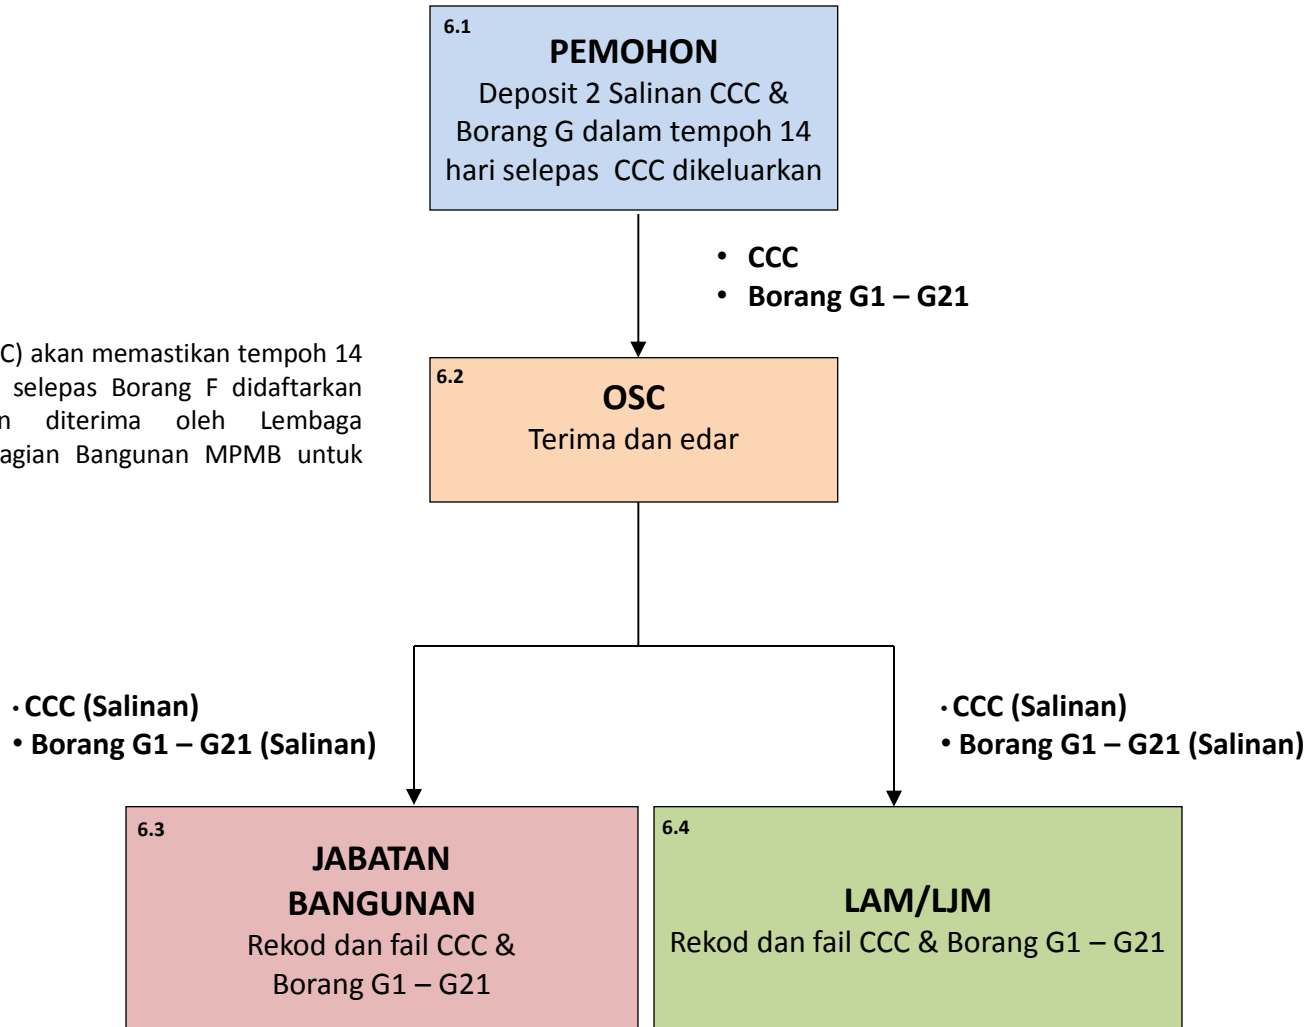 6.1
PEMOHON
Deposit 2 Salinan CCC &
Borang G dalam tempoh 14
hari selepas CCC dikeluarkan
• CCC
• Borang G1 – G21
C) akan memastikan tempoh 14
selepas Borang F didaftarkan
diterima oleh Lembaga
Bangunan MPMB untuk
6.2
OSC
Terima dan edar
• CCC (Salinan)
• Borang G1 – G21 (Salinan)
• CCC (Salinan)
• Borang G1 – G21 (Salinan)
6.3
JABATAN
BANGUNAN
Rekod dan fail CCC &
Borang G1 – G21
6.4
LAM/LJM
Rekod dan fail CCC & Borang G1 – G21